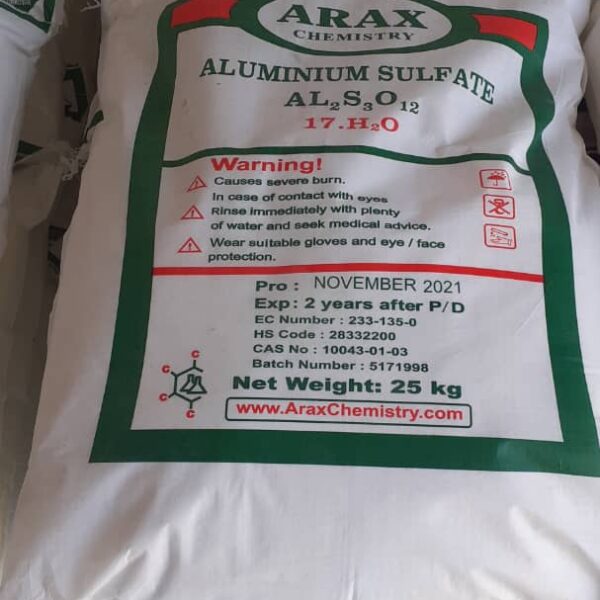 ARAX
CHEMISTRY
ALUMINIUM SULFATE
AL₂S₃O₁₂
17.H₂O
Warning!
Causes severe burn.
In case of contact with eyes
Rinse immediately with plenty
of water and seek medical advice.
Wear suitable gloves and eye / face
protection.
Pro : NOVEMBER 2021
Exp: 2 years after P/D
EC Number : 233-135-0
HS Code : 28332200
CAS No : 10043-01-03
Batch Number : 5171998
Net Weight: 25 kg
www.AraxChemistry.com
C
C
C
C